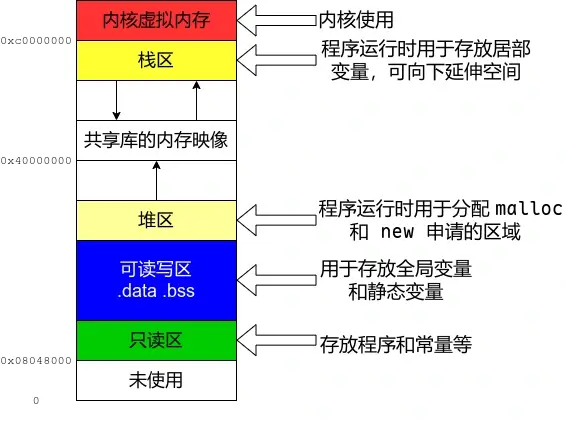 内核虚拟内存
内核使用
0xc0000000
栈区
程序运行时用于存放居部
变量，可向下延伸空间
共享库的内存映像
0x40000000
堆区
程序运行时用于分配 malloc
和 new 申请的区域
可读写区
.data .bss
用于存放全局变量
和静态变量
只读区
存放程序和常量等
0x08048000
未使用
0